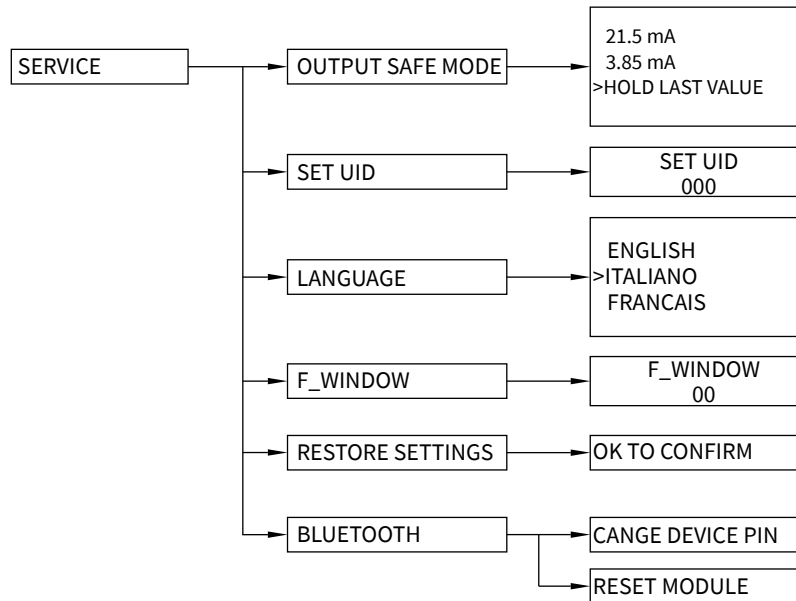 SERVICE
OUTPUT SAFE MODE
21.5 mA
3.85 mA
>HOLD LAST VALUE
SET UID
SET UID
000
LANGUAGE
ENGLISH
>ITALIANO
FRANCAIS
F_WINDOW
F_WINDOW
00
RESTORE SETTINGS
OK TO CONFIRM
BLUETOOTH
CANGE DEVICE PIN
RESET MODULE